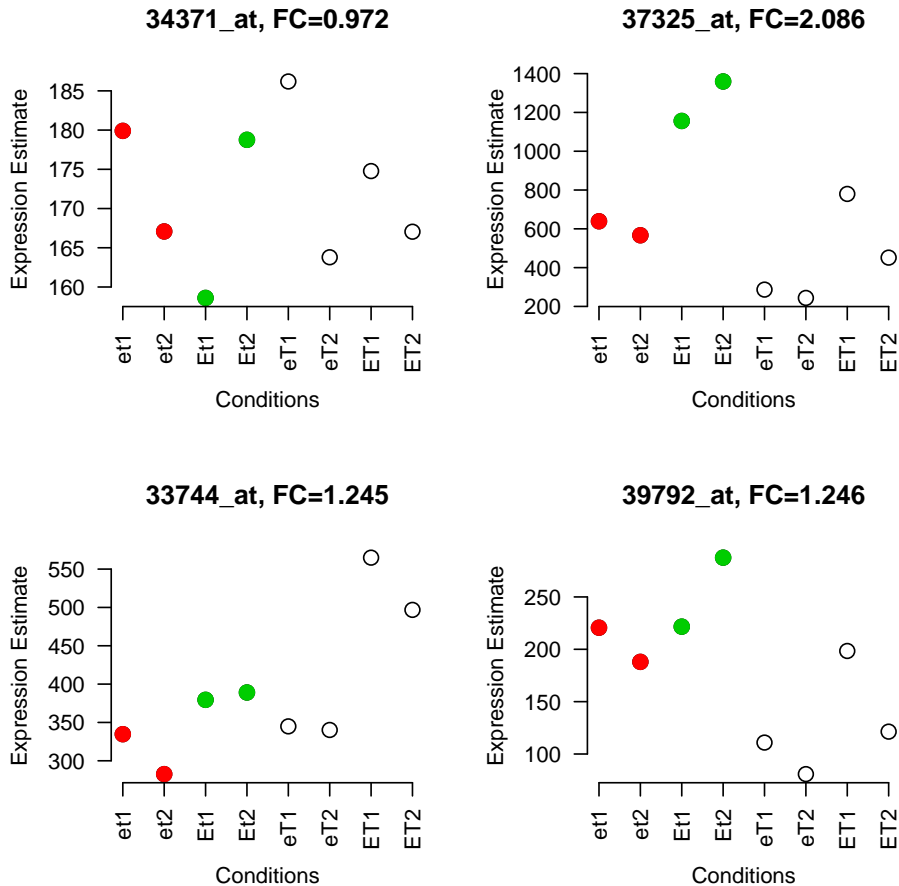 34371_at, FC=0.972
Expression Estimate
185
180
175
170
165
160
et1 et2 Et1 Et2 eT1 eT2 ET1 ET2
Conditions
37325_at, FC=2.086
Expression Estimate
1400
1200
1000
800
600
400
200
et1 et2 Et1 Et2 eT1 eT2 ET1 ET2
Conditions
33744_at, FC=1.245
Expression Estimate
550
500
450
400
350
300
et1 et2 Et1 Et2 eT1 eT2 ET1 ET2
Conditions
39792_at, FC=1.246
Expression Estimate
250
200
150
100
et1 et2 Et1 Et2 eT1 eT2 ET1 ET2
Conditions